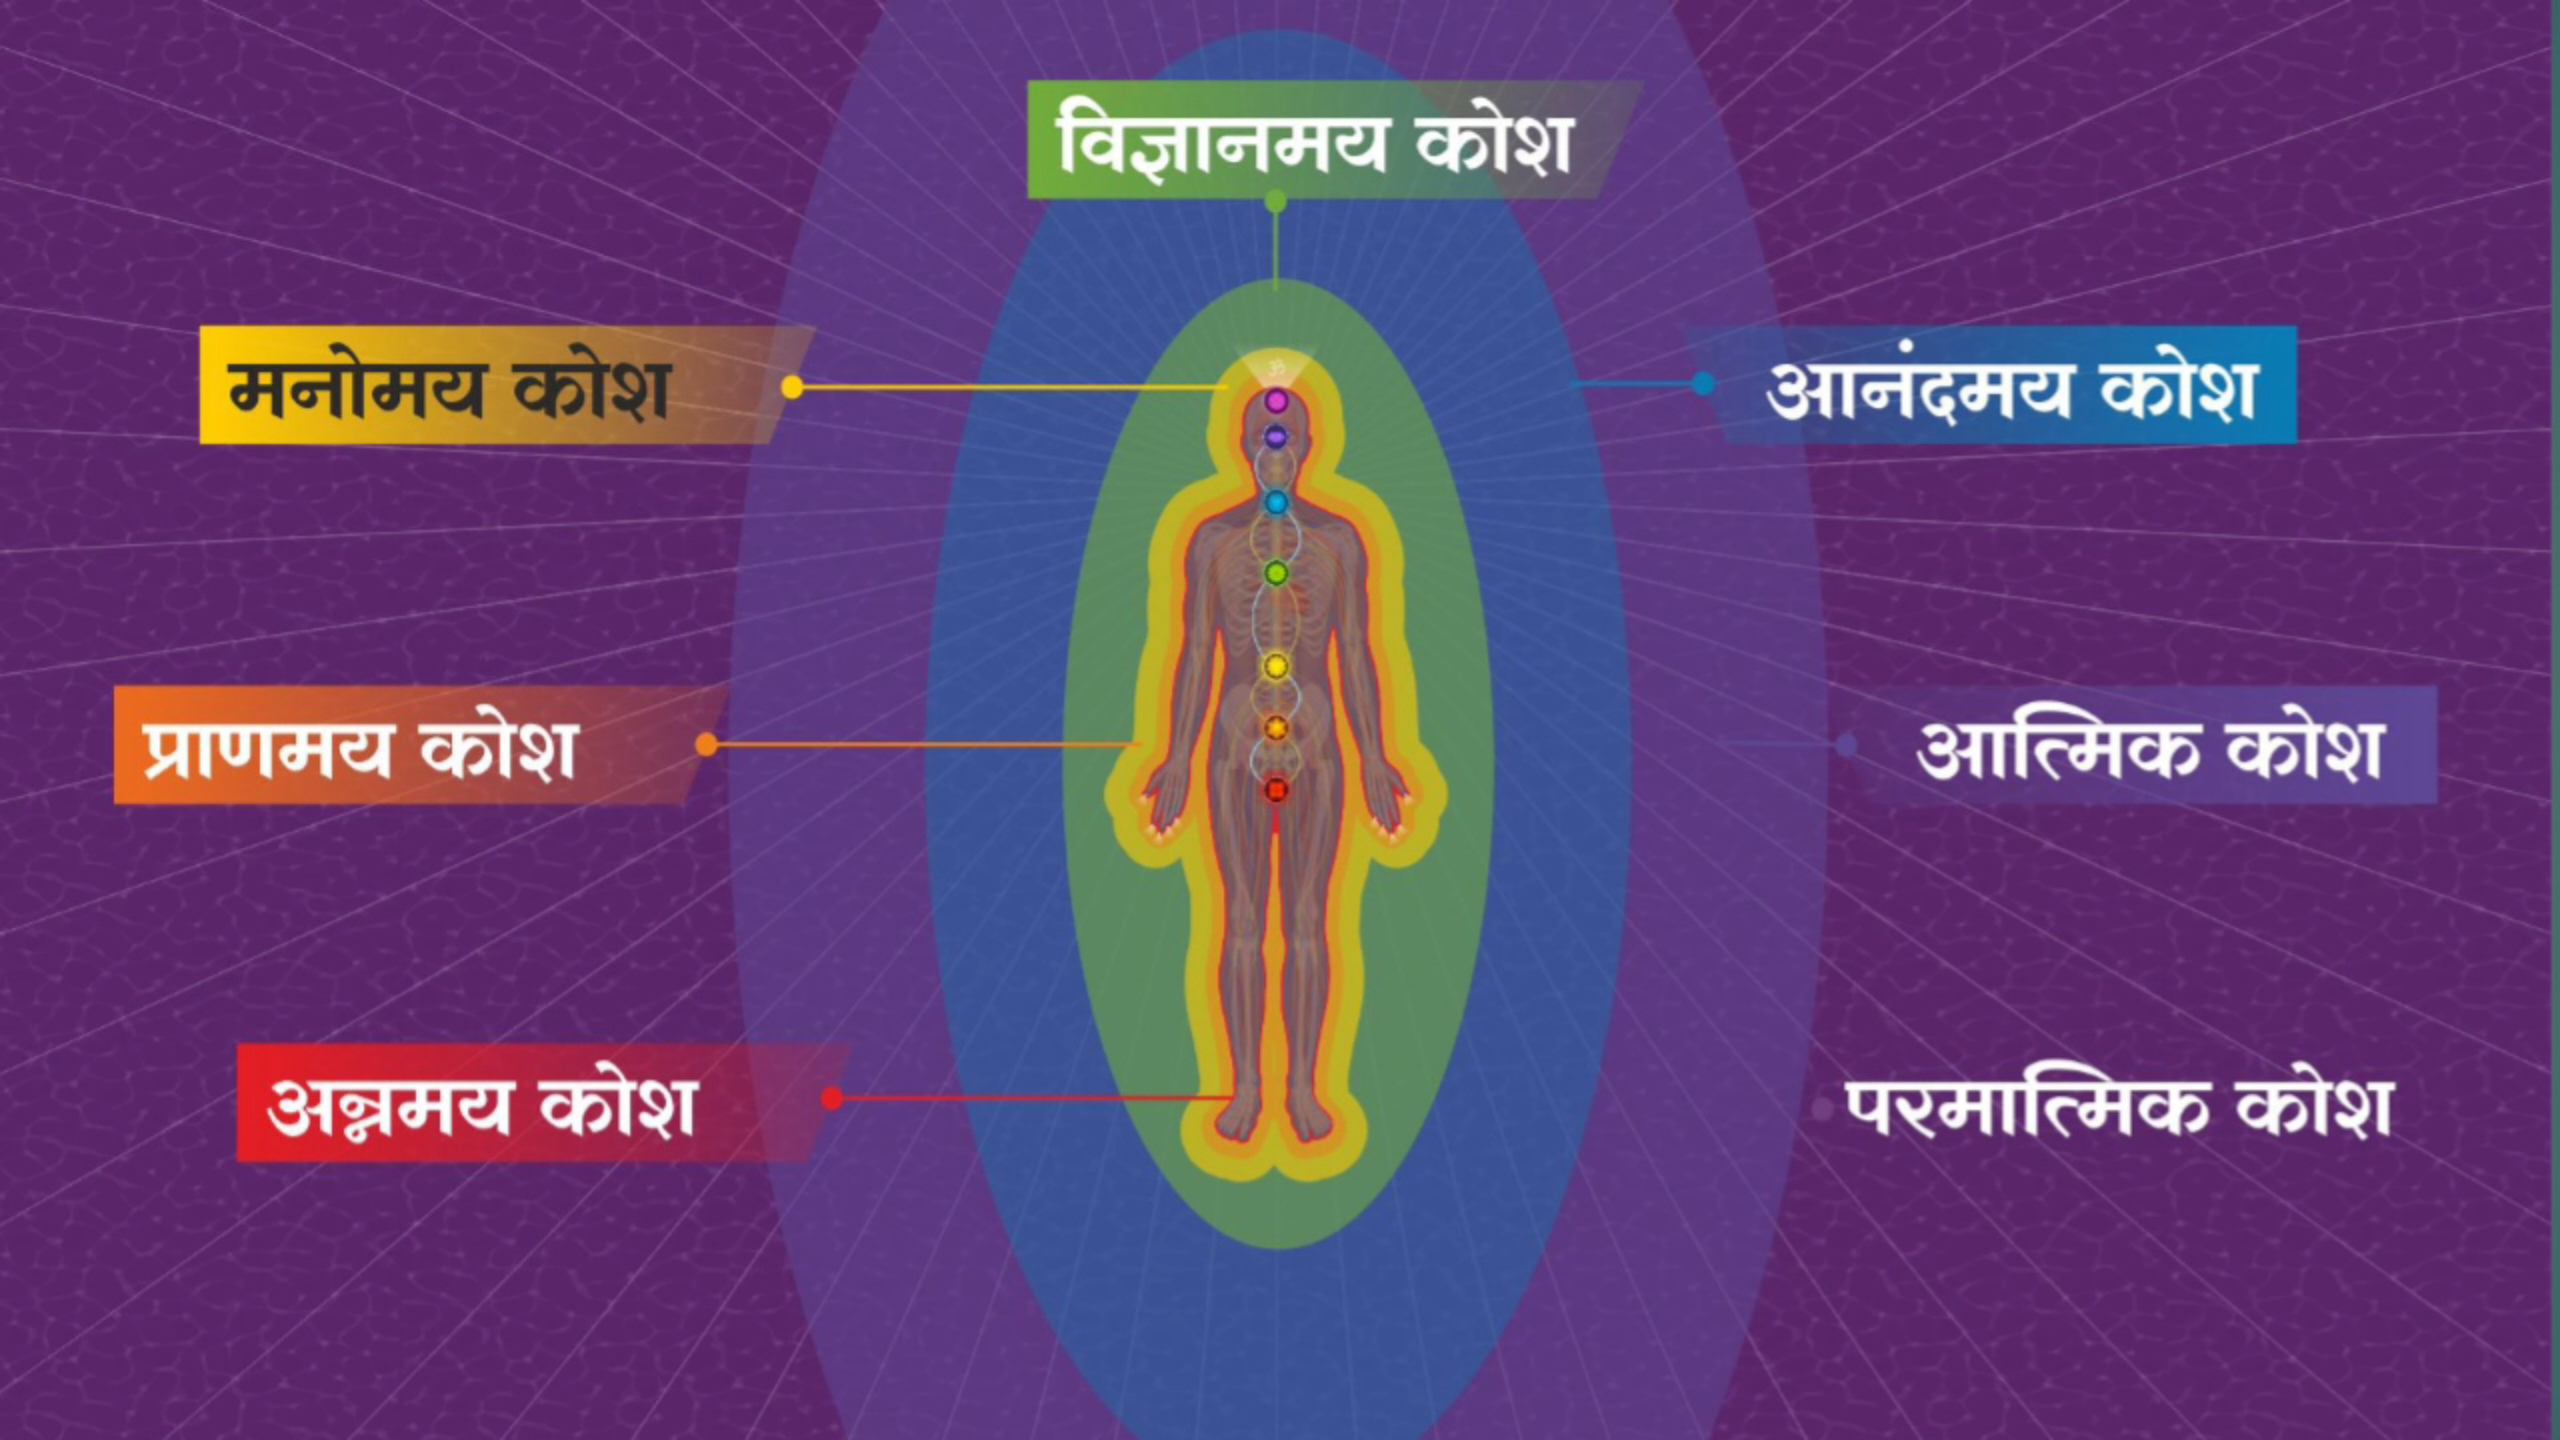 विज्ञानमय कोश
मनोमय कोश
आनंदमय कोश
प्राणमय कोश
आत्मिक कोश
अन्नमय कोश
परमात्मिक कोश
ॐ